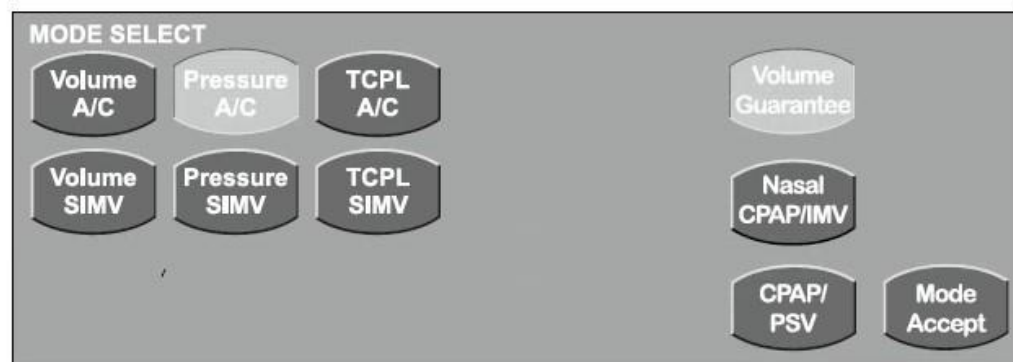 MODE SELECT
Volume
A/C
Pressure
A/C
TCPL
A/C
Volume
Guarantee
Volume
SIMV
Pressure
SIMV
TCPL
SIMV
Nasal
CPAP/IMV
CPAP/
PSV
Mode
Accept